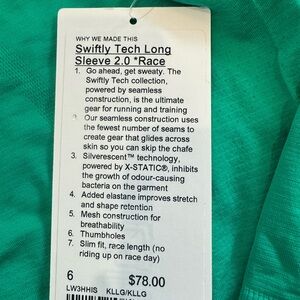 WHY WE MADE THIS
Swiftly Tech Long
Sleeve 2.0 *Race
1. Go ahead, get sweaty. The
Swiftly Tech collection,
powered by seamless
construction, is the ultimate
gear for running and training
Our seamless construction uses
the fewest number of seams to
create gear that glides across
skin so you can skip the chafe
3. Silverescent™ technology,
powered by X-STATIC®, inhibits
the growth of odour-causing
bacteria on the garment
4. Added elastane improves stretch
and shape retention
5. Mesh construction for
breathability
6. Thumbholes
7. Slim fit, race length (no
riding up on race day)
6 $78.00
LW3HHIS KLLG/KLLG